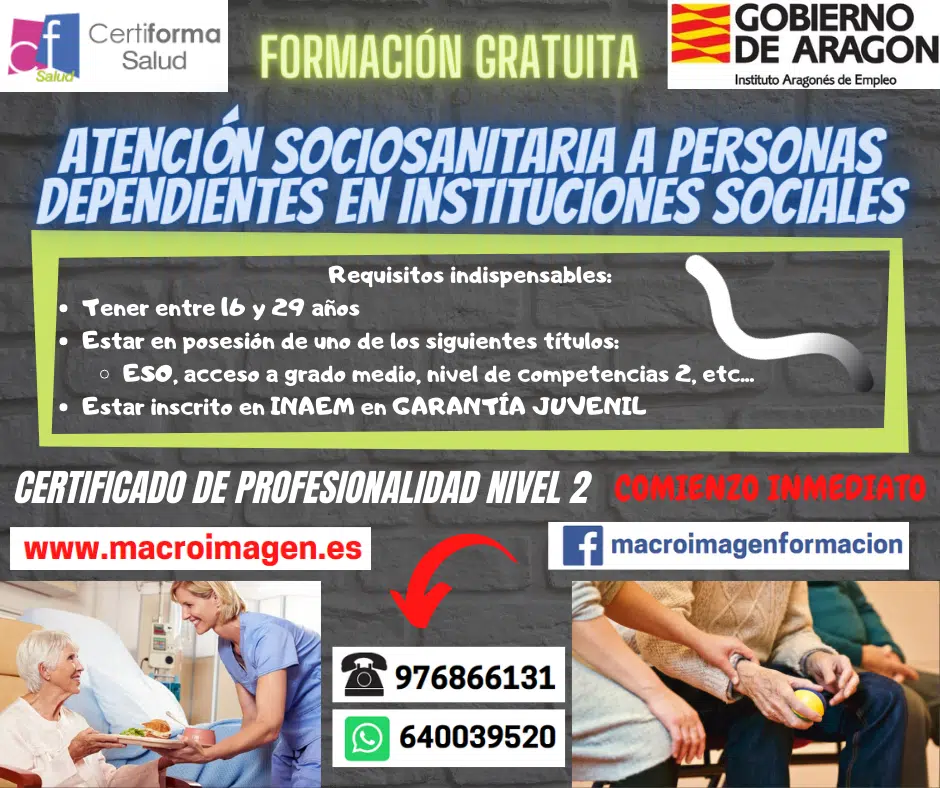 Certiforma
Salud
cf
Salud
FORMACIÓN GRATUITA
GOBIERNO
DE ARAGON
Instituto Aragonés de Empleo
ATENCIÓN SOCIOSANITARIA A PERSONAS
DEPENDIENTES EN INSTITUCIONES SOCIALES
Requisitos indispensables:
• Tener entre 16 y 29 años
• Estar en posesión de uno de los siguientes títulos:
○ ESO, acceso a grado medio, nivel de competencias 2, etc...
• Estar inscrito en INAEM en GARANTÍA JUVENIL
CERTIFICADO DE PROFESIONALIDAD NIVEL 2
COMIENZO INMEDIATO
www.macroimagen.es
f macroimagenformacion
976866131
640039520